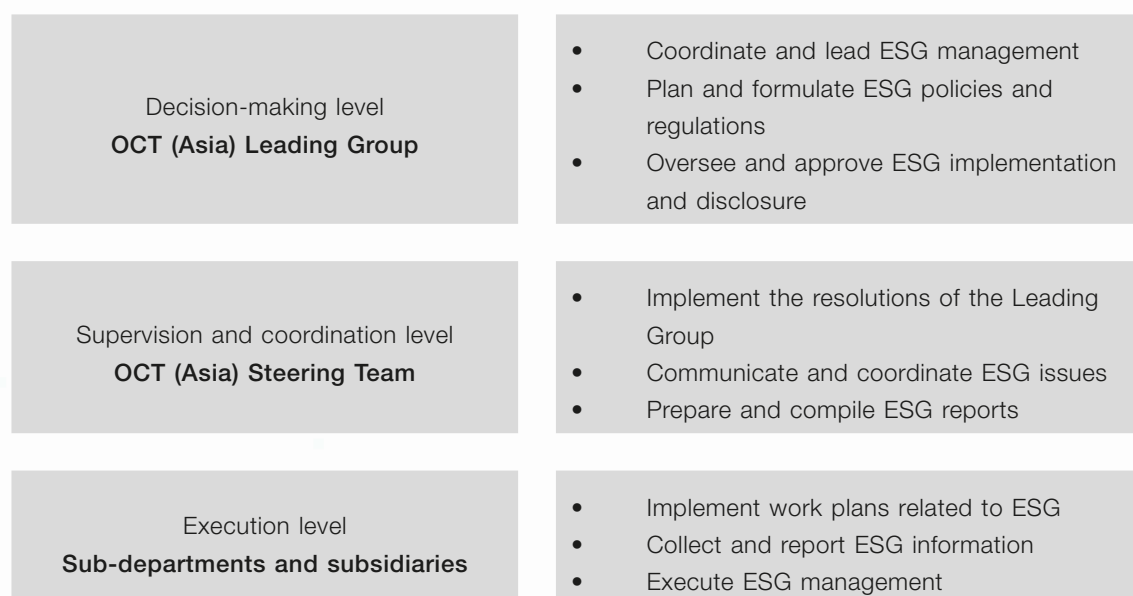 Decision-making level
OCT (Asia) Leading Group
• Coordinate and lead ESG management
• Plan and formulate ESG policies and
regulations
• Oversee and approve ESG implementation
and disclosure
Supervision and coordination level
OCT (Asia) Steering Team
• Implement the resolutions of the Leading
Group
• Communicate and coordinate ESG issues
• Prepare and compile ESG reports
Execution level
Sub-departments and subsidiaries
• Implement work plans related to ESG
• Collect and report ESG information
• Execute ESG management